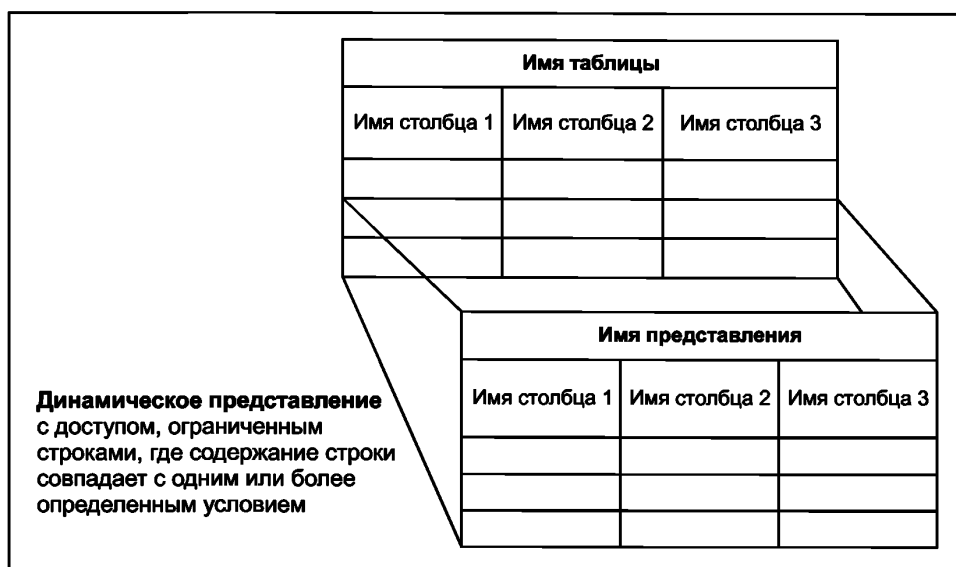 Имя таблицы
Имя столбца 1 Имя столбца 2 Имя столбца 3
Имя представления
Имя столбца 1 Имя столбца 2 Имя столбца 3
Динамическое представление
с доступом, ограниченным
строками, где содержание строки
совпадает с одним или более
определенным условием